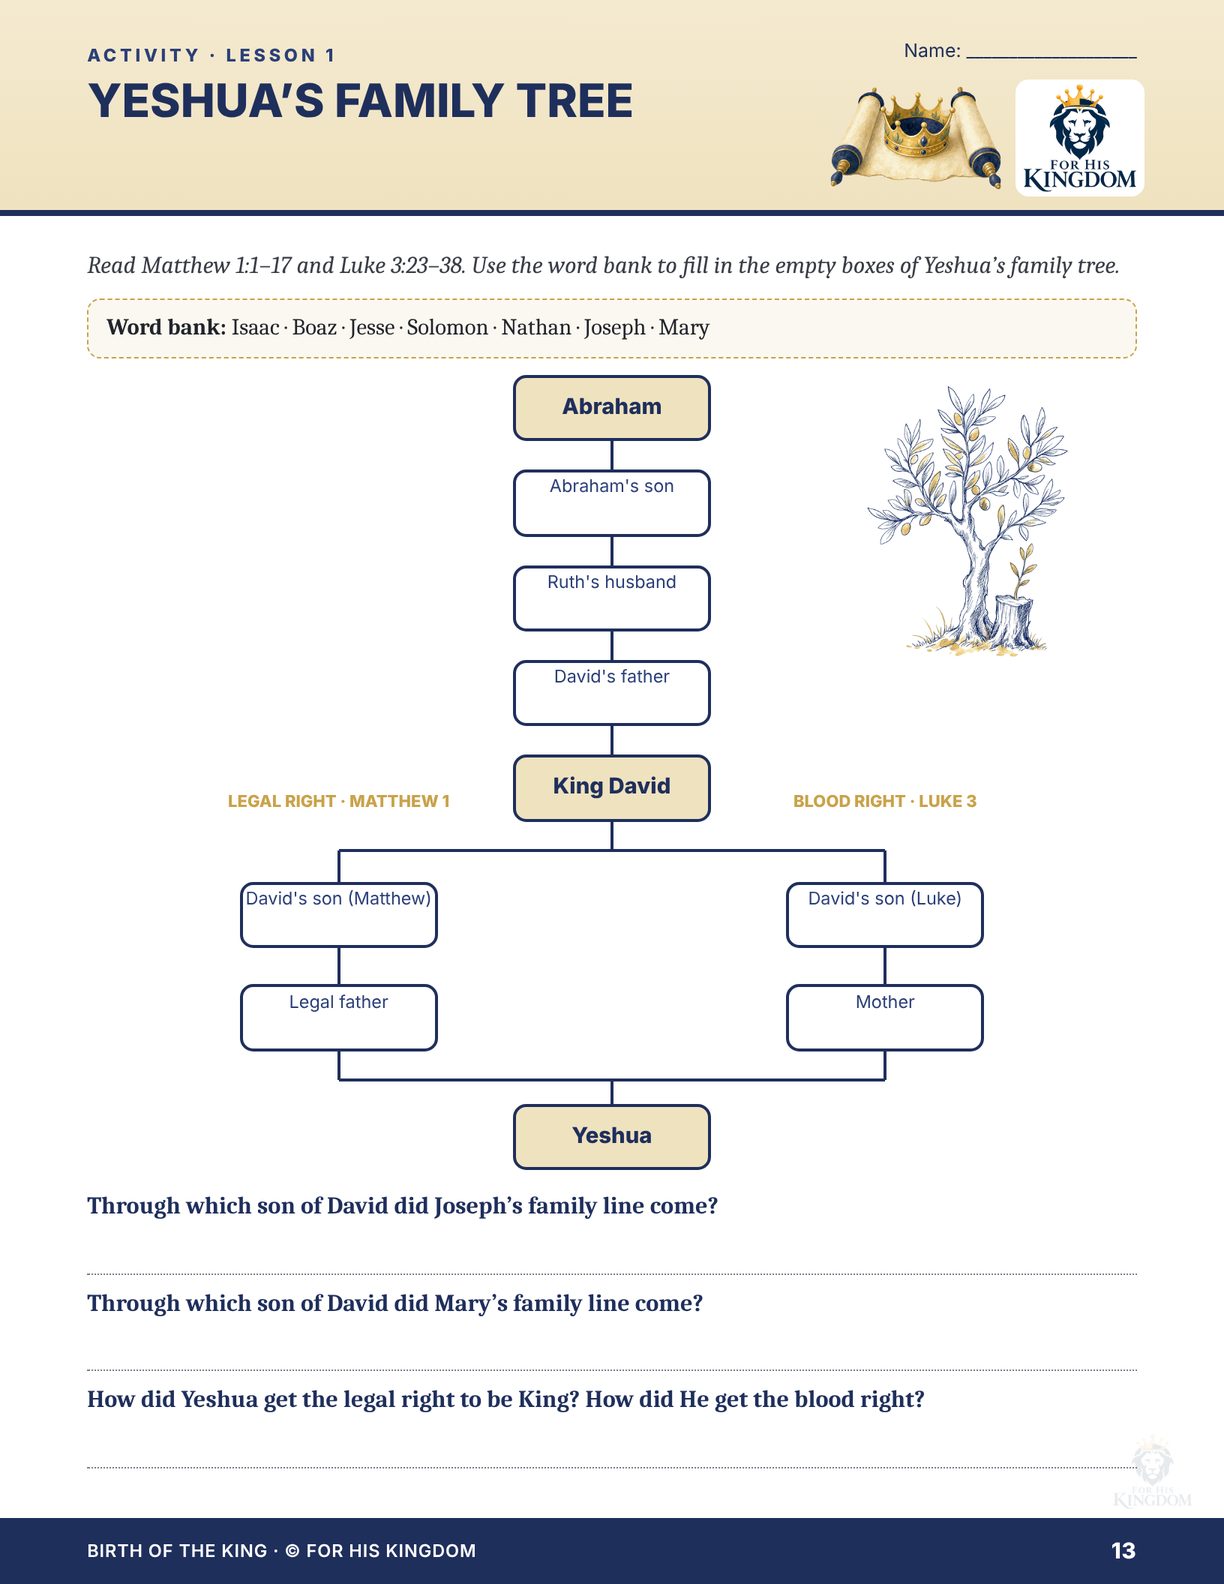 ACTIVITY · LESSON 1
Name: ___________________
YESHUA’S FAMILY TREE
FOR HIS
KINGDOM
Read Matthew 1:1–17 and Luke 3:23–38. Use the word bank to fill in the empty boxes of Yeshua’s family tree.
Word bank: Isaac · Boaz · Jesse · Solomon · Nathan · Joseph · Mary
Abraham
Abraham's son
Ruth's husband
David's father
King David
LEGAL RIGHT · MATTHEW 1
BLOOD RIGHT · LUKE 3
David's son (Matthew)
David's son (Luke)
Legal father
Mother
Yeshua
Through which son of David did Joseph’s family line come?
Through which son of David did Mary’s family line come?
How did Yeshua get the legal right to be King? How did He get the blood right?
FOR HIS
KINGDOM
BIRTH OF THE KING · © FOR HIS KINGDOM
13